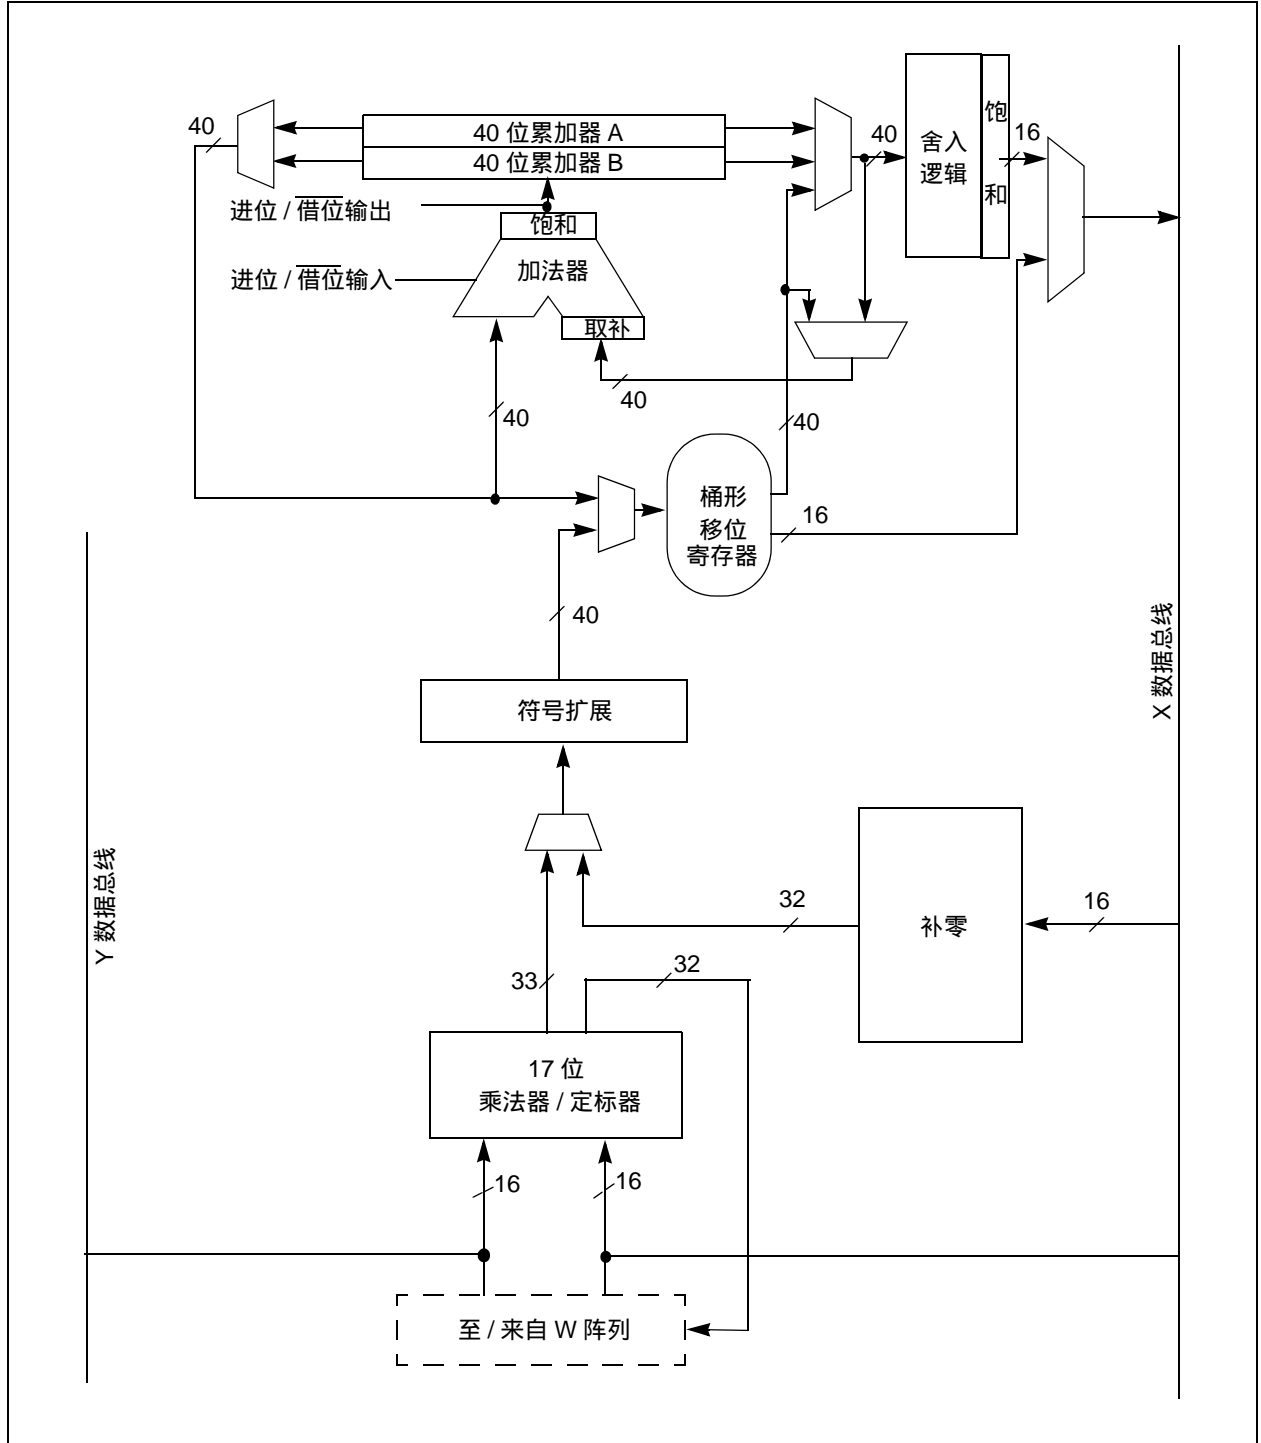 40 位累加器 A
40 位累加器 B
40
40
舍入
逻辑
饱
和
16
进位 / 借位输出
饱和
进位 / 借位输入
加法器
取补
40
40
40
桶形
移位
寄存器
16
40
符号扩展
X 数据总线
Y 数据总线
32
16
补零
33
32
17 位
乘法器 / 定标器
16
16
至 / 来自 W 阵列